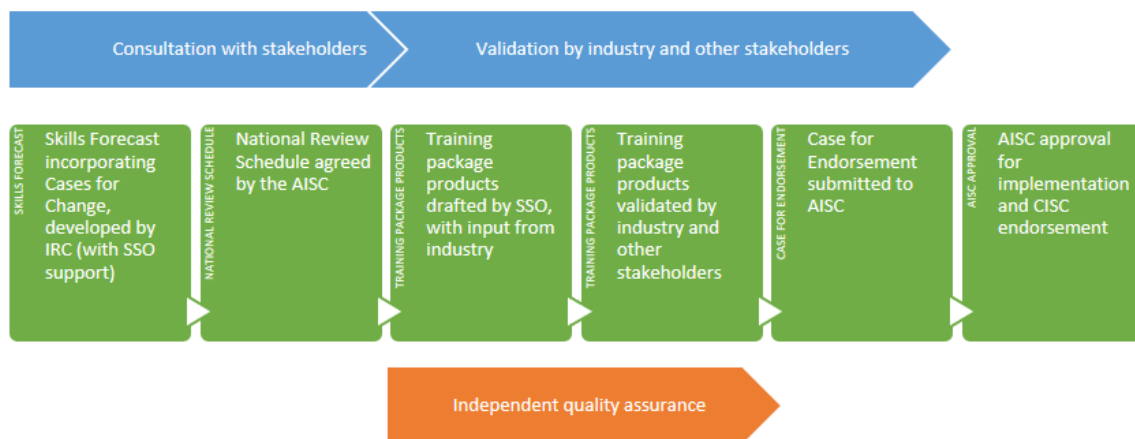 Consultation with stakeholders
Validation by industry and other stakeholders
SKILLS FORECAST
Skills Forecast
incorporating
Cases for
Change,
developed by
IRC (with SSO
support)
NATIONAL REVIEW SCHEDULE
National Review
Schedule agreed
by the AISC
TRAINING PACKAGE PRODUCTS
Training
package
products
drafted by SSO,
with input from
industry
TRAINING PACKAGE PRODUCTS
Training
package
products
validated by
industry and
other
stakeholders
CASE FOR ENDORSEMENT
Case for
Endorsement
submitted to
AISC
AISC APPROVAL
AISC approval
for
implementation
and CISC
endorsement
Independent quality assurance